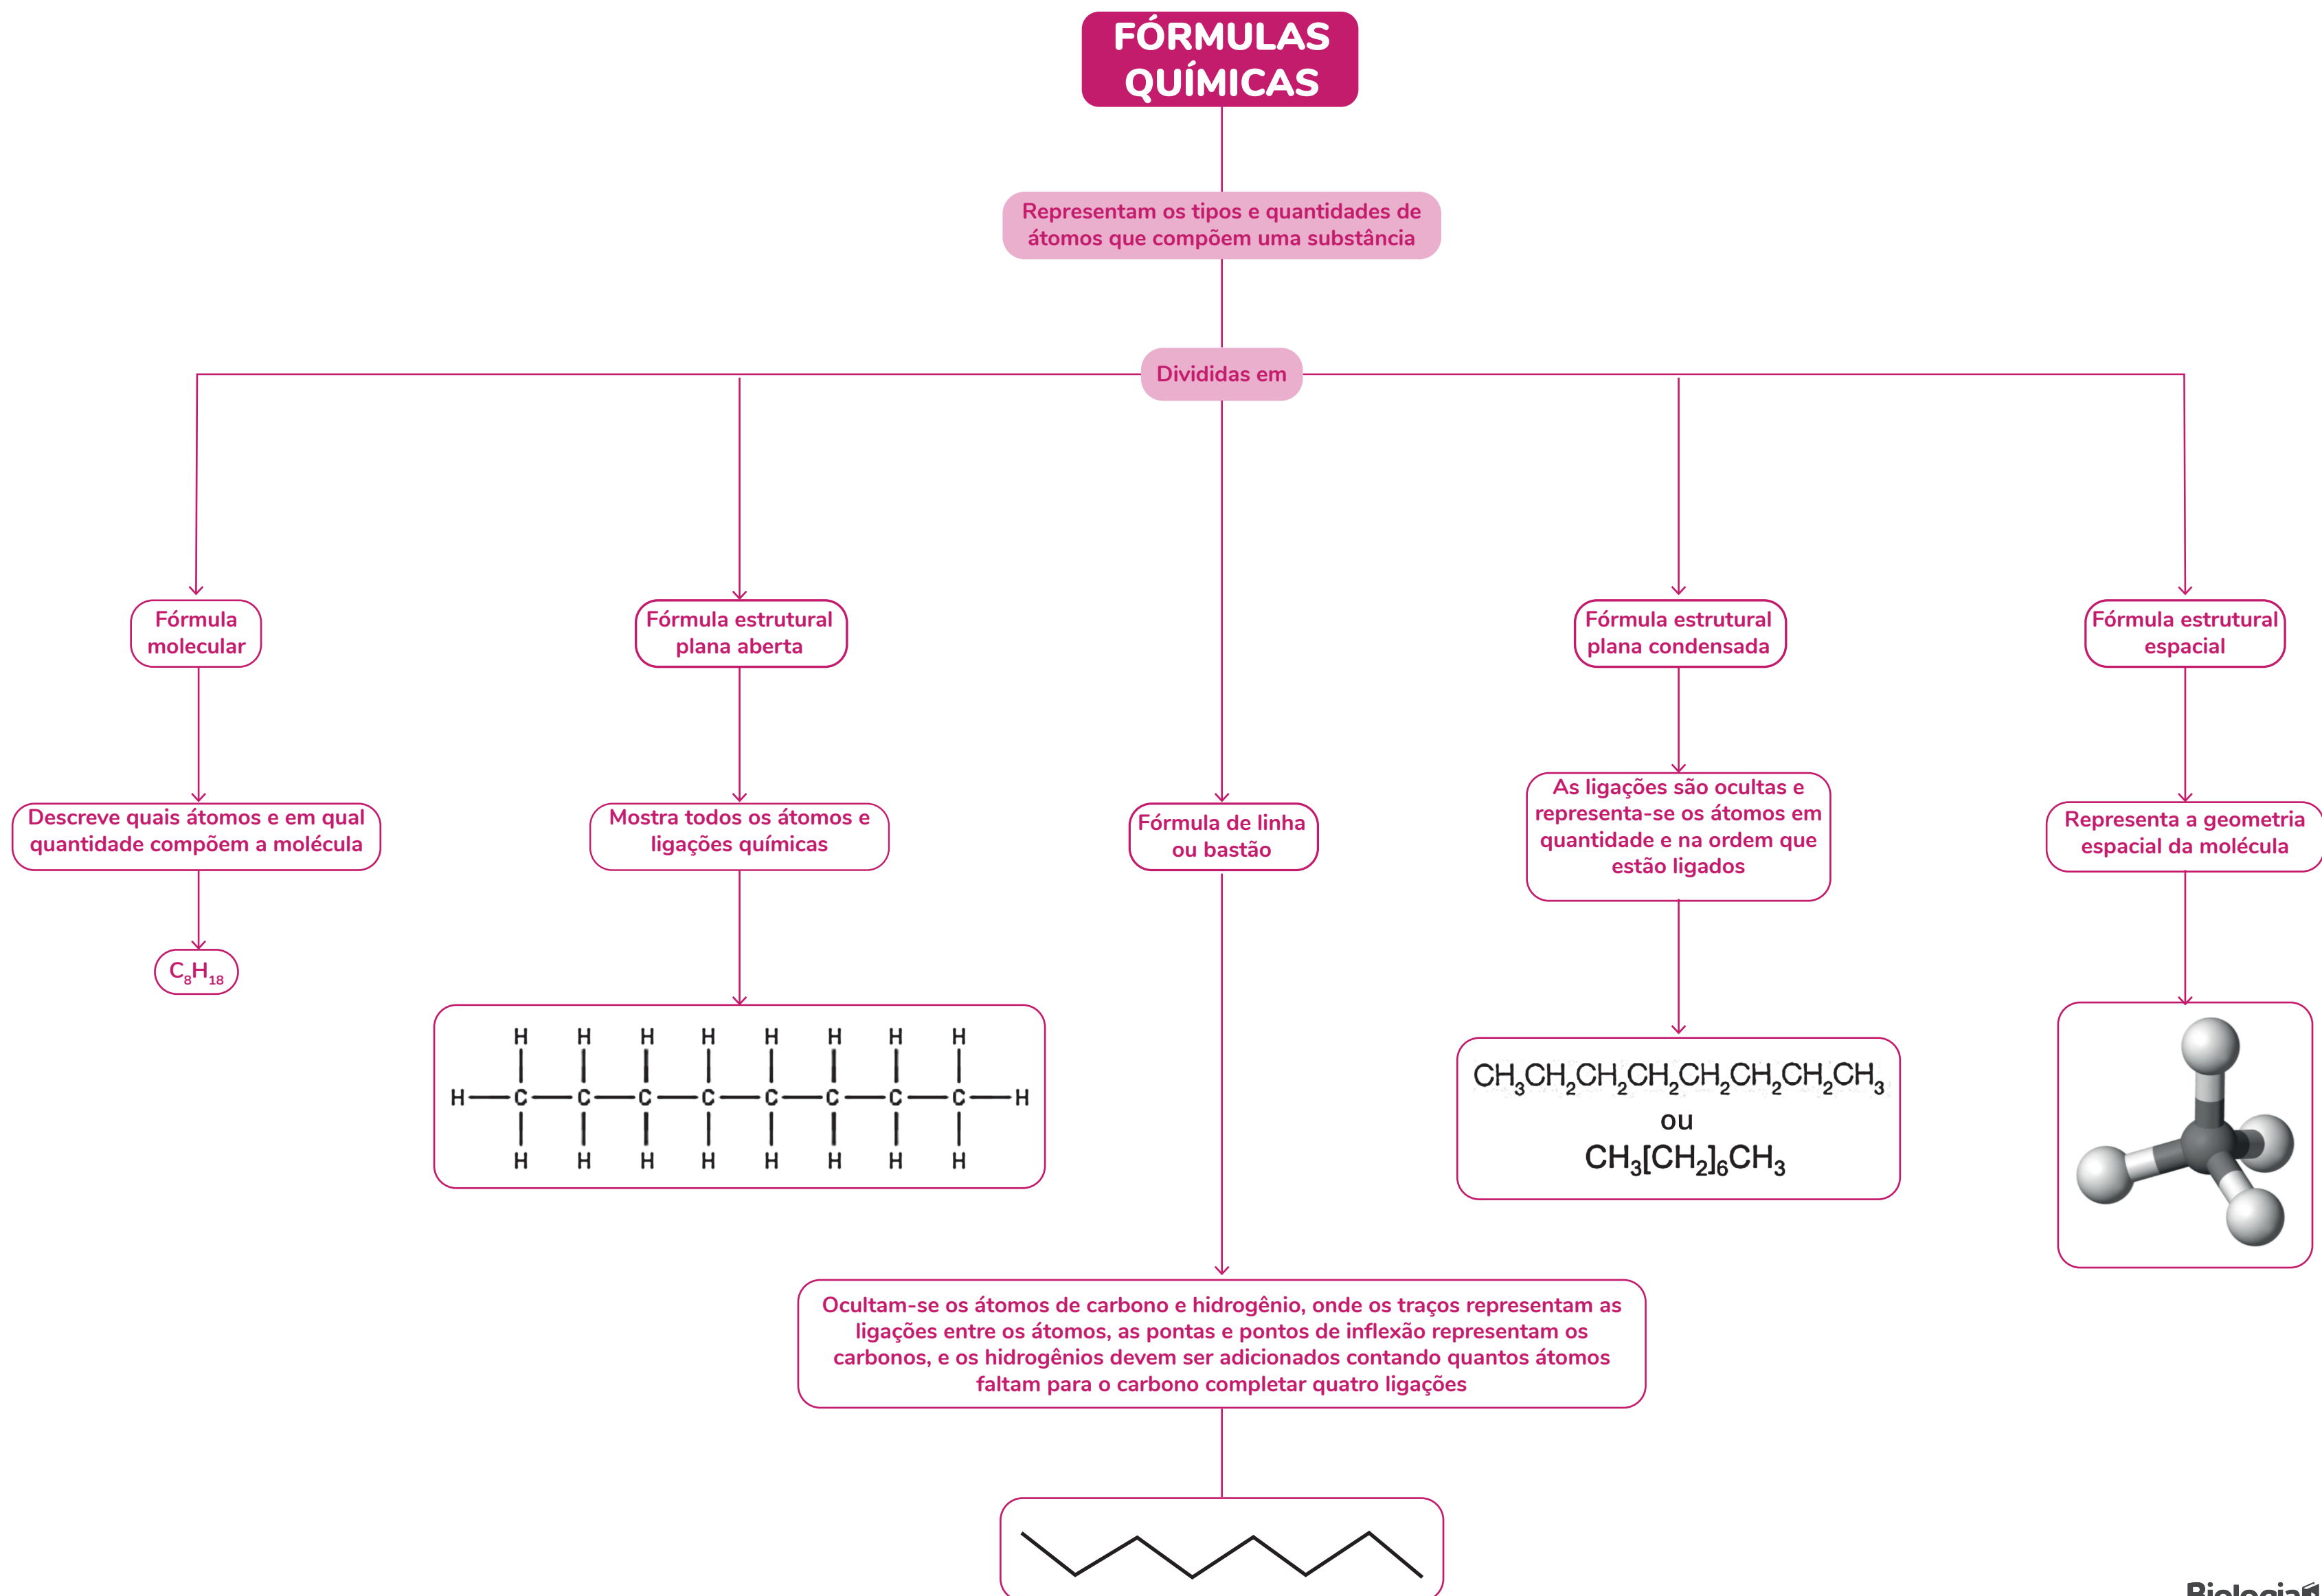 FÓRMULAS
QUÍMICAS
Representam os tipos e quantidades de
átomos que compõem uma substância
Divididas em
Fórmula
molecular
Descreve quais átomos e em qual
quantidade compõem a molécula
C₈H₁₈
Fórmula estrutural
plana aberta
Mostra todos os átomos e
ligações químicas
H H H H H H H H
H C C C C C C C C H
H H H H H H H H
Fórmula de linha
ou bastão
Ocultam-se os átomos de carbono e hidrogênio, onde os traços representam as
ligações entre os átomos, as pontas e pontos de inflexão representam os
carbonos, e os hidrogênios devem ser adicionados contando quantos átomos
faltam para o carbono completar quatro ligações
Fórmula estrutural
plana condensada
As ligações são ocultas e
representa-se os átomos em
quantidade e na ordem que
estão ligados
CH₃CH₂CH₂CH₂CH₂CH₂CH₂CH₃
ou
CH₃[CH₂]₆CH₃
Fórmula estrutural
espacial
Representa a geometria
espacial da molécula
Biologia